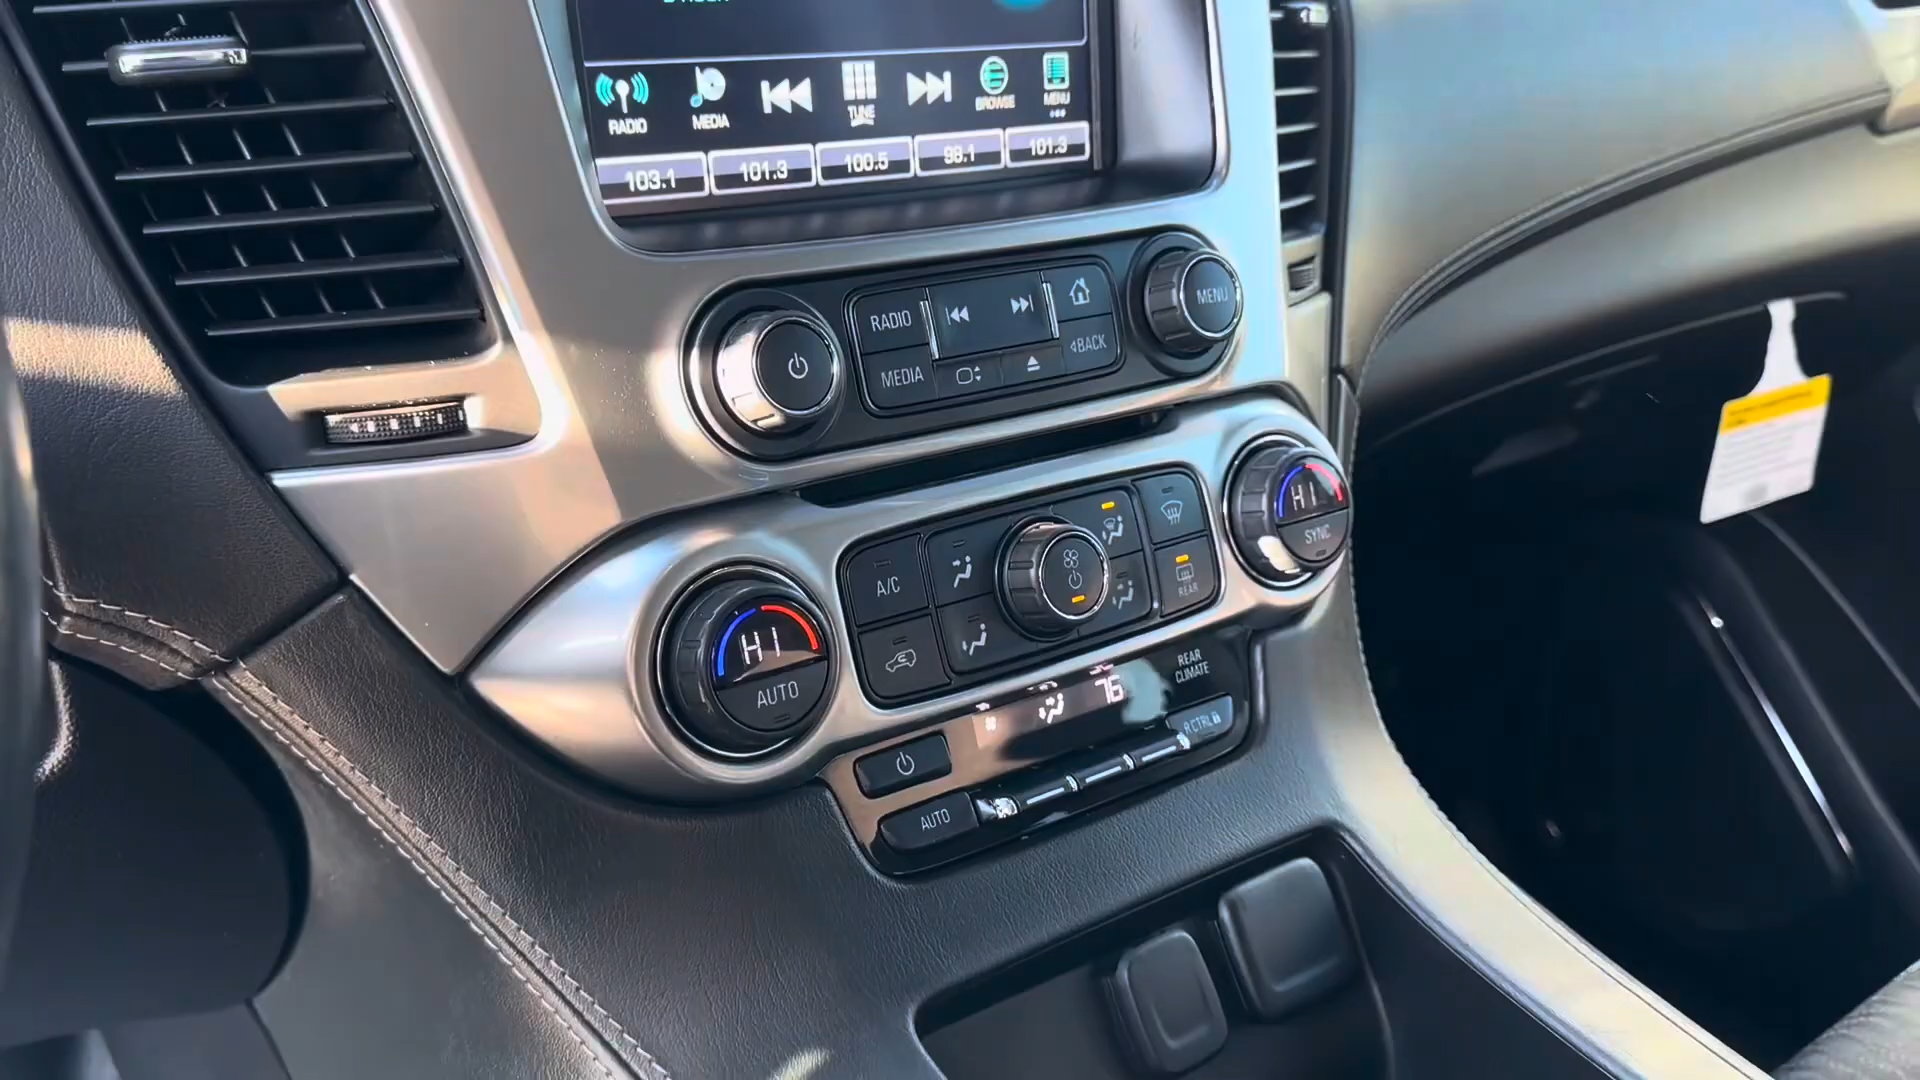 RADIO
MEDIA
TUNE
BROWSE
MENU
103.1
101.3
100.5
98.1
101.3
RADIO
MEDIA
BACK
MENU
A/C
REAR
HI
AUTO
HI
SYNC
76
REAR
CLIMATE
R CTRL
AUTO